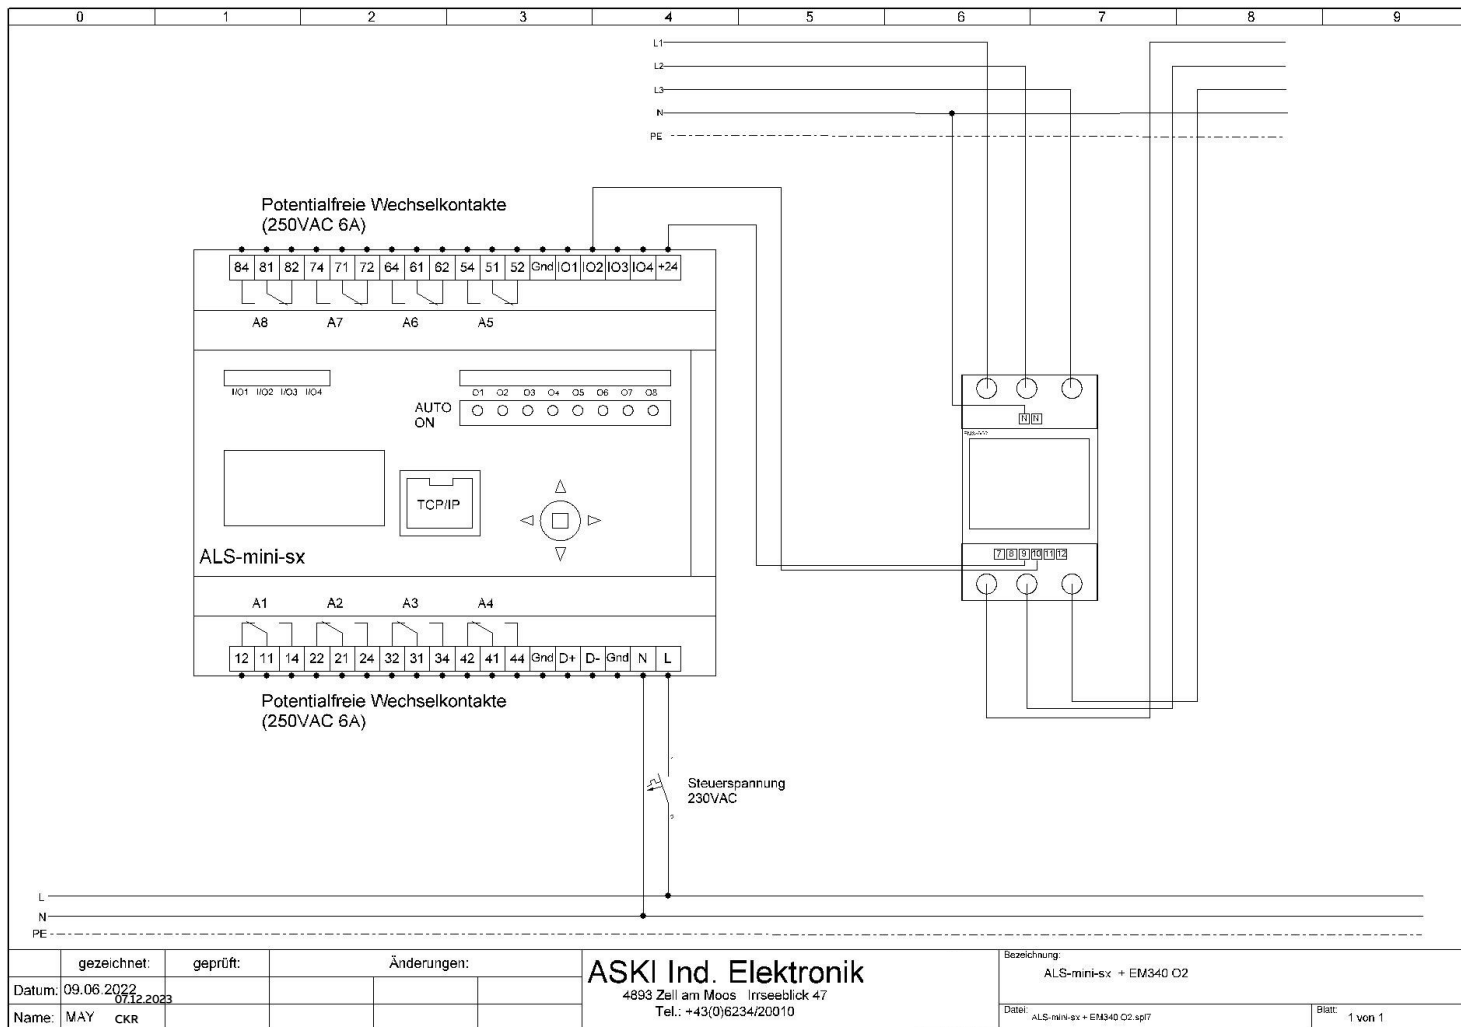 0 1 2 3 4 5 6 7 8 9
L1
L2
L3
N
PE
Potentialfreie Wechselkontakte
(250VAC 6A)
84 81 82 74 71 72 64 61 62 54 51 52 Gnd IO1 IO2 IO3 IO4 +24
A8 A7 A6 A5
I/O1 I/O2 I/O3 I/O4
O1 O2 O3 O4 O5 O6 O7 O8
AUTO
ON
N N
TCP/IP
7 8 9 10 11 12
ALS-mini-sx
A1 A2 A3 A4
12 11 14 22 21 24 32 31 34 42 41 44 Gnd D+ D- Gnd N L
Potentialfreie Wechselkontakte
(250VAC 6A)
Steuerspannung
230VAC
L
N
PE
gezeichnet: geprüft: Änderungen:
Datum: 09.06.2022
07.12.2023
Name: MAY CKR
ASKI Ind. Elektronik
4893 Zell am Moos Irrseeblick 47
Tel.: +43(0)6234/20010
Bezeichnung:
ALS-mini-sx + EM340 O2
Datei: ALS-mini-sx + EM340 O2.spl7
Blatt: 1 von 1